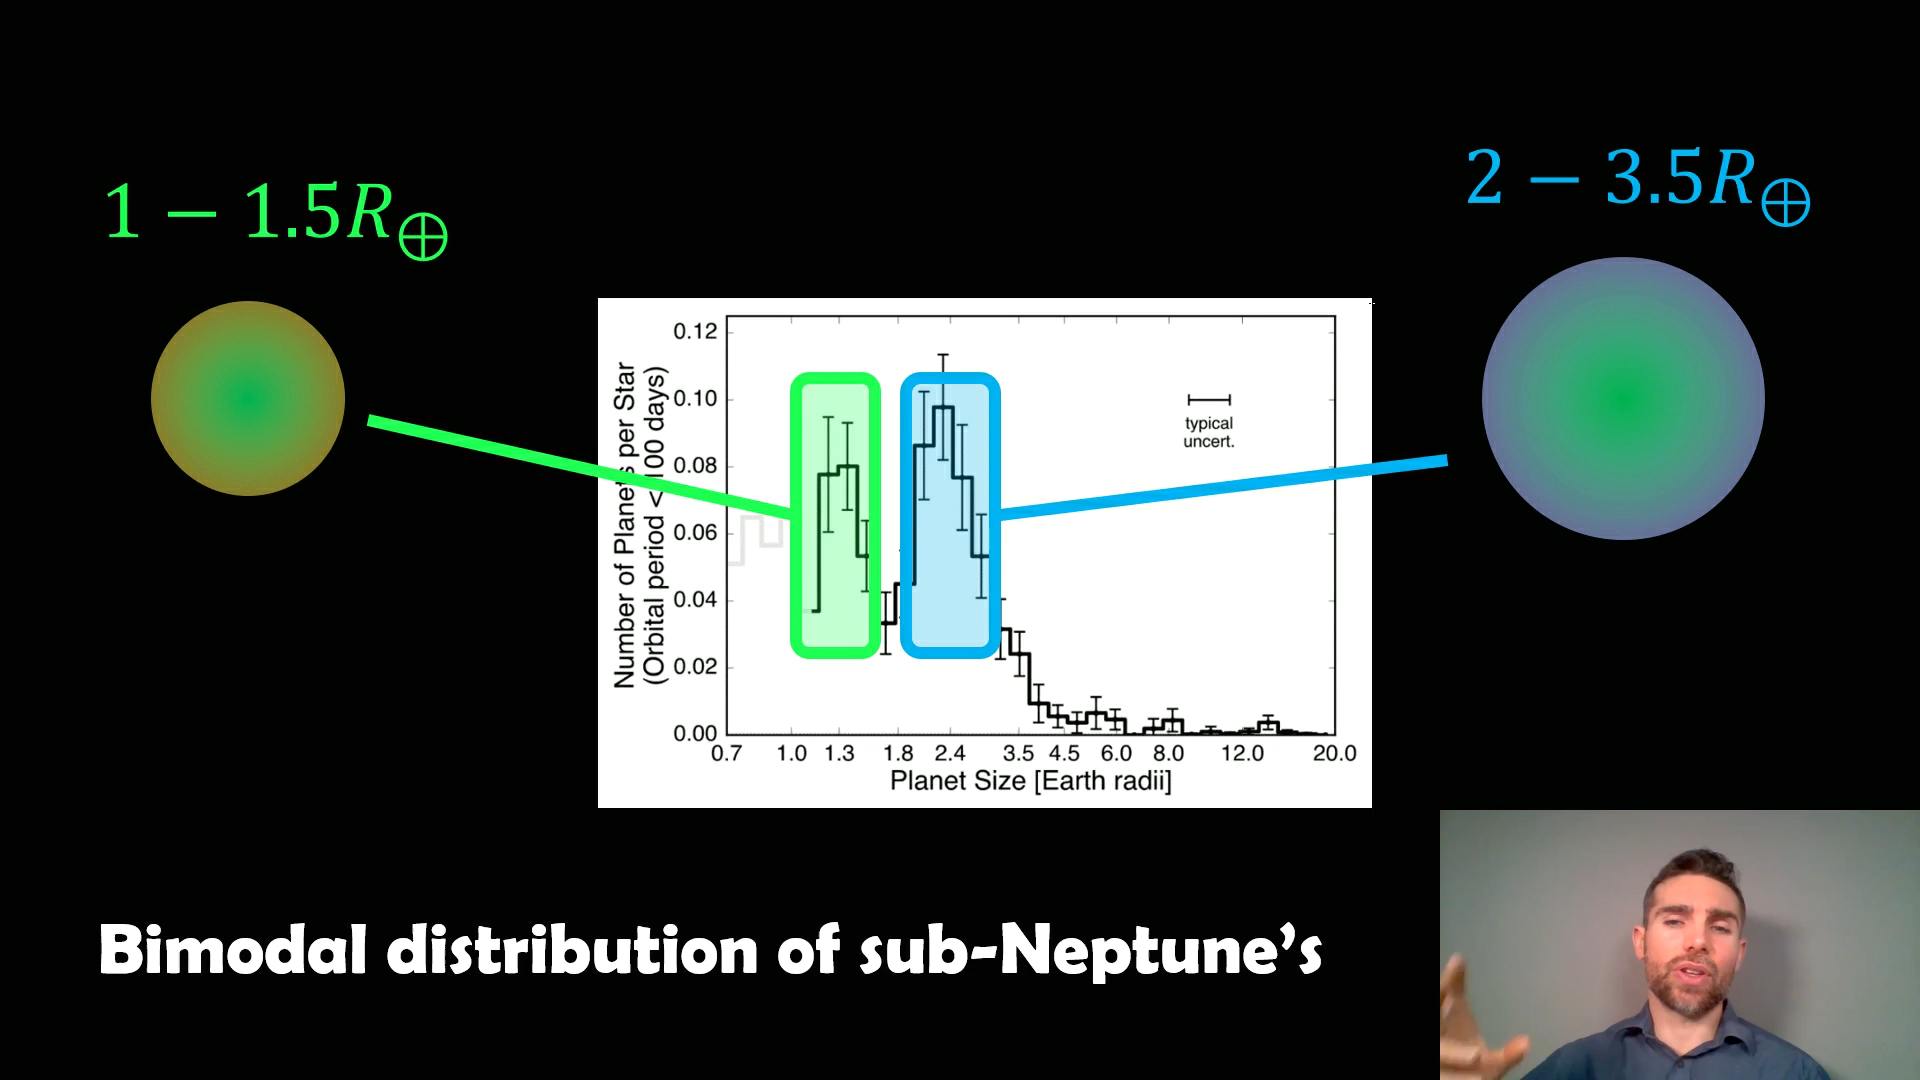 1 − 1.5R⊕
2 − 3.5R⊕
Number of Planets per Star
(Orbital period < 100 days)
0.12
0.10
0.08
0.06
0.04
0.02
0.00
typical
uncert.
0.7 1.0 1.3 1.8 2.4 3.5 4.5 6.0 8.0 12.0 20.0
Planet Size [Earth radii]
Bimodal distribution of sub-Neptune’s